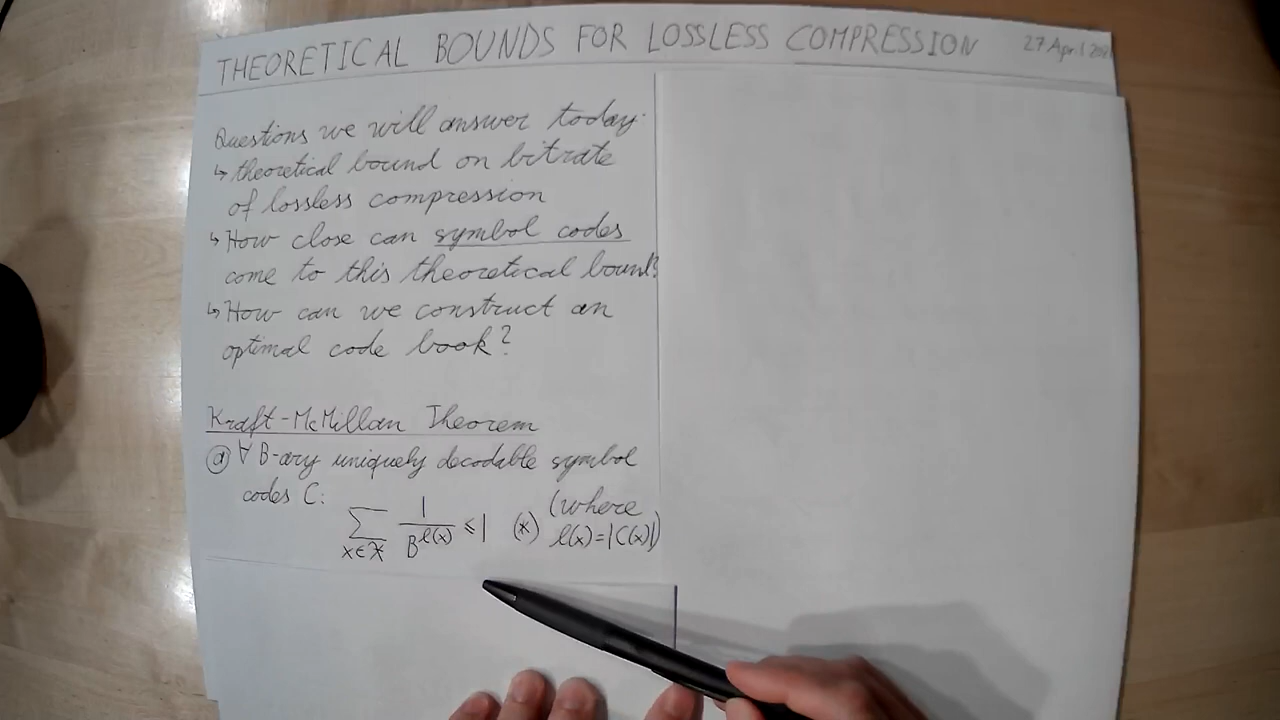 THEORETICAL BOUNDS FOR LOSSLESS COMPRESSION
27 April
Questions we will answer today:
↳ theoretical bound on bitrate
of lossless compression
↳ How close can symbol codes
come to this theoretical bound?
↳ How can we construct an
optimal code book?
Kraft-McMillan Theorem
ⓐ ∀ B-ary uniquely decodable symbol
codes C:
∑_{x∈𝒳} 1/B^{ℓ(x)} ≤ 1 (*) (where
ℓ(x)=|C(x)|)